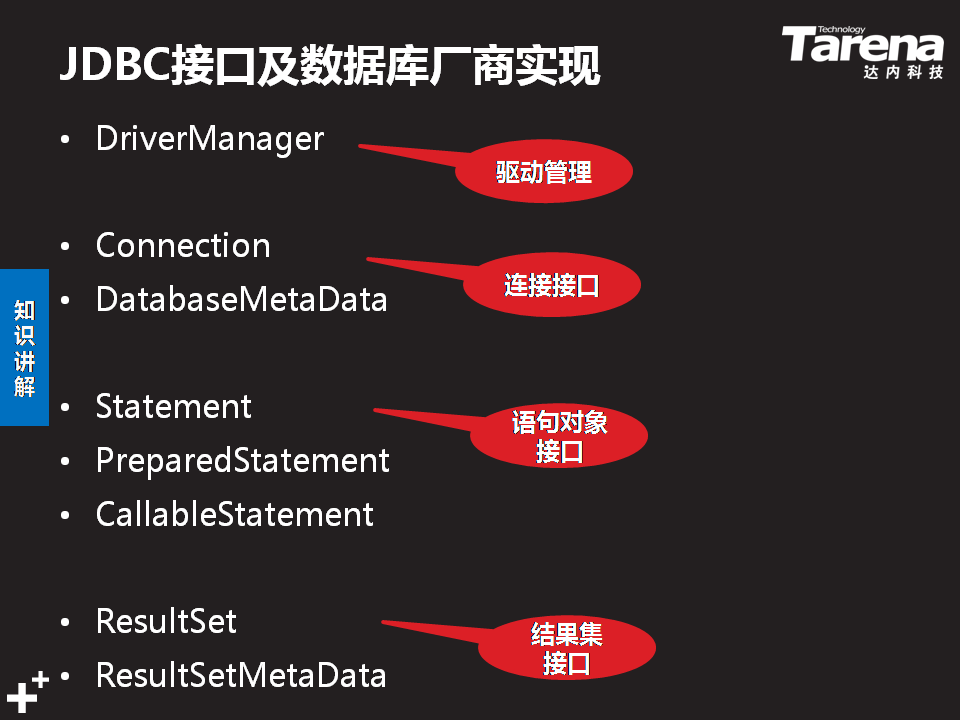 JDBC接口及数据库厂商实现
Technology
Tarena
达内科技
• DriverManager
驱动管理
• Connection
连接接口
• DatabaseMetaData
知识讲解
• Statement
语句对象
接口
• PreparedStatement
• CallableStatement
• ResultSet
结果集
接口
• ResultSetMetaData